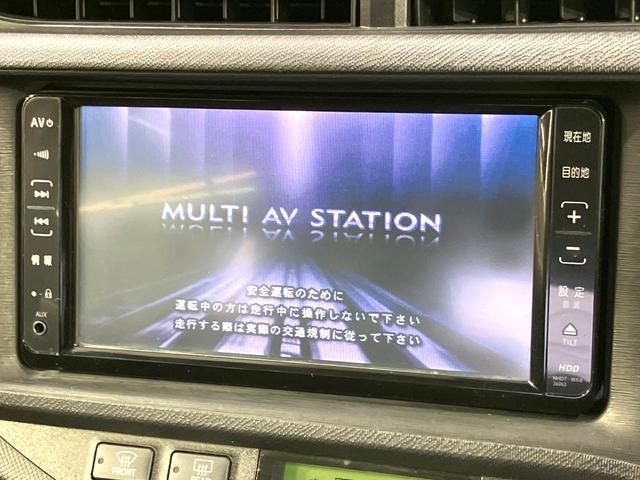 AV
情報
AUX
MULTI AV STATION
安全運転のために
運転中の方は走行中に操作しないで下さい
走行する際は実際の交通規制に従って下さい
現在地
目的地
+
−
設定
画質
TILT
HDD
FRONT
REAR